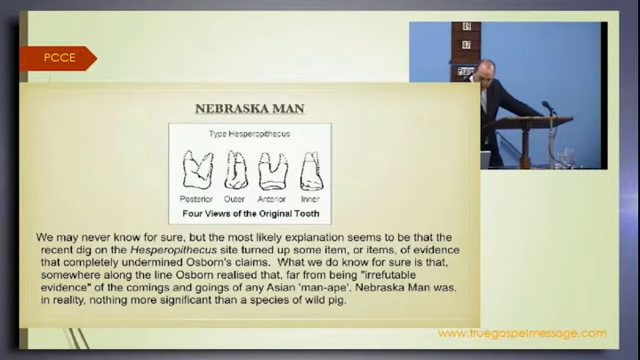 PCCE
NEBRASKA MAN
Type Hesperopithecus
Posterior Outer Anterior Inner
Four Views of the Original Tooth
We may never know for sure, but the most likely explanation seems to be that the
recent dig on the Hesperopithecus site turned up some item, or items, of evidence
that completely undermined Osborn's claims. What we do know for sure is that,
somewhere along the line Osborn realised that, far from being "irrefutable
evidence" of the comings and goings of any Asian 'man-ape', Nebraska Man was,
in reality, nothing more significant than a species of wild pig.
www.truegospelmessage.com